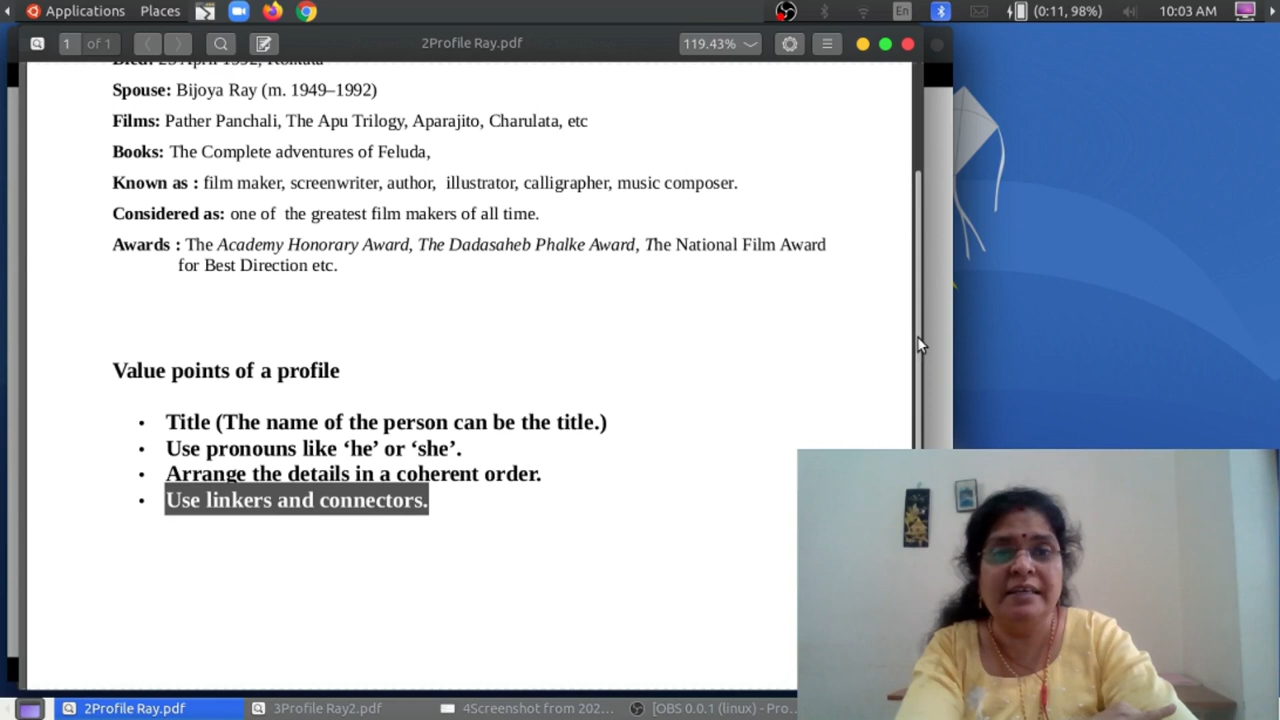 Applications Places En (0:11, 98%) 10:03 AM
1 of 1 2Profile Ray.pdf 119.43%
Died: 23 April 1992, Kolkata
Spouse: Bijoya Ray (m. 1949–1992)
Films: Pather Panchali, The Apu Trilogy, Aparajito, Charulata, etc
Books: The Complete adventures of Feluda,
Known as : film maker, screenwriter, author, illustrator, calligrapher, music composer.
Considered as: one of the greatest film makers of all time.
Awards : The Academy Honorary Award, The Dadasaheb Phalke Award, The National Film Award
for Best Direction etc.
Value points of a profile
• Title (The name of the person can be the title.)
• Use pronouns like ‘he’ or ‘she’.
• Arrange the details in a coherent order.
• Use linkers and connectors.
2Profile Ray.pdf 3Profile Ray2.pdf 4Screenshot from 202... [OBS 0.0.1 (linux) - Pro...